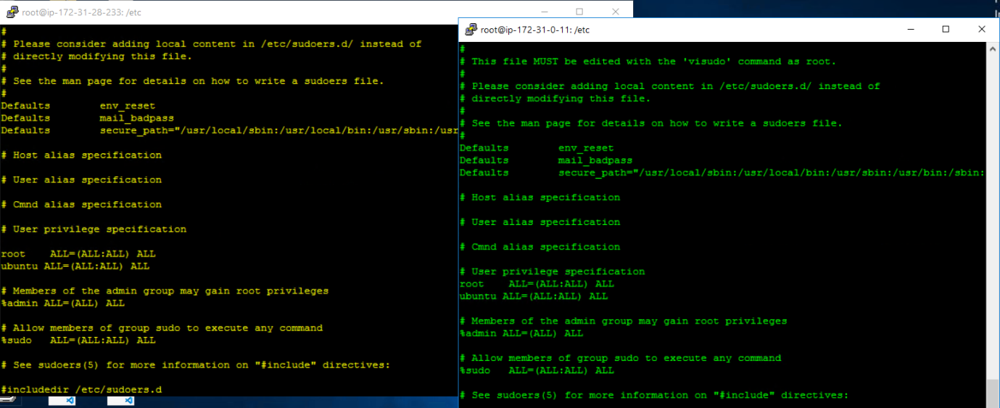 root@ip-172-31-28-233: /etc
#
# Please consider adding local content in /etc/sudoers.d/ instead of
# directly modifying this file.
#
# See the man page for details on how to write a sudoers file.
#
Defaults        env_reset
Defaults        mail_badpass
Defaults        secure_path="/usr/local/sbin:/usr/local/bin:/usr/sbin:/usr
# Host alias specification
# User alias specification
# Cmnd alias specification
# User privilege specification
root    ALL=(ALL:ALL) ALL
ubuntu ALL=(ALL:ALL) ALL
# Members of the admin group may gain root privileges
%admin ALL=(ALL) ALL
# Allow members of group sudo to execute any command
%sudo   ALL=(ALL:ALL) ALL
# See sudoers(5) for more information on "#include" directives:
#includedir /etc/sudoers.d
root@ip-172-31-0-11: /etc
#
# This file MUST be edited with the 'visudo' command as root.
#
# Please consider adding local content in /etc/sudoers.d/ instead of
# directly modifying this file.
#
# See the man page for details on how to write a sudoers file.
#
Defaults        env_reset
Defaults        mail_badpass
Defaults        secure_path="/usr/local/sbin:/usr/local/bin:/usr/sbin:/usr/bin:/sbin:
# Host alias specification
# User alias specification
# Cmnd alias specification
# User privilege specification
root    ALL=(ALL:ALL) ALL
ubuntu ALL=(ALL:ALL) ALL
# Members of the admin group may gain root privileges
%admin ALL=(ALL) ALL
# Allow members of group sudo to execute any command
%sudo   ALL=(ALL:ALL) ALL
# See sudoers(5) for more information on "#include" directives: